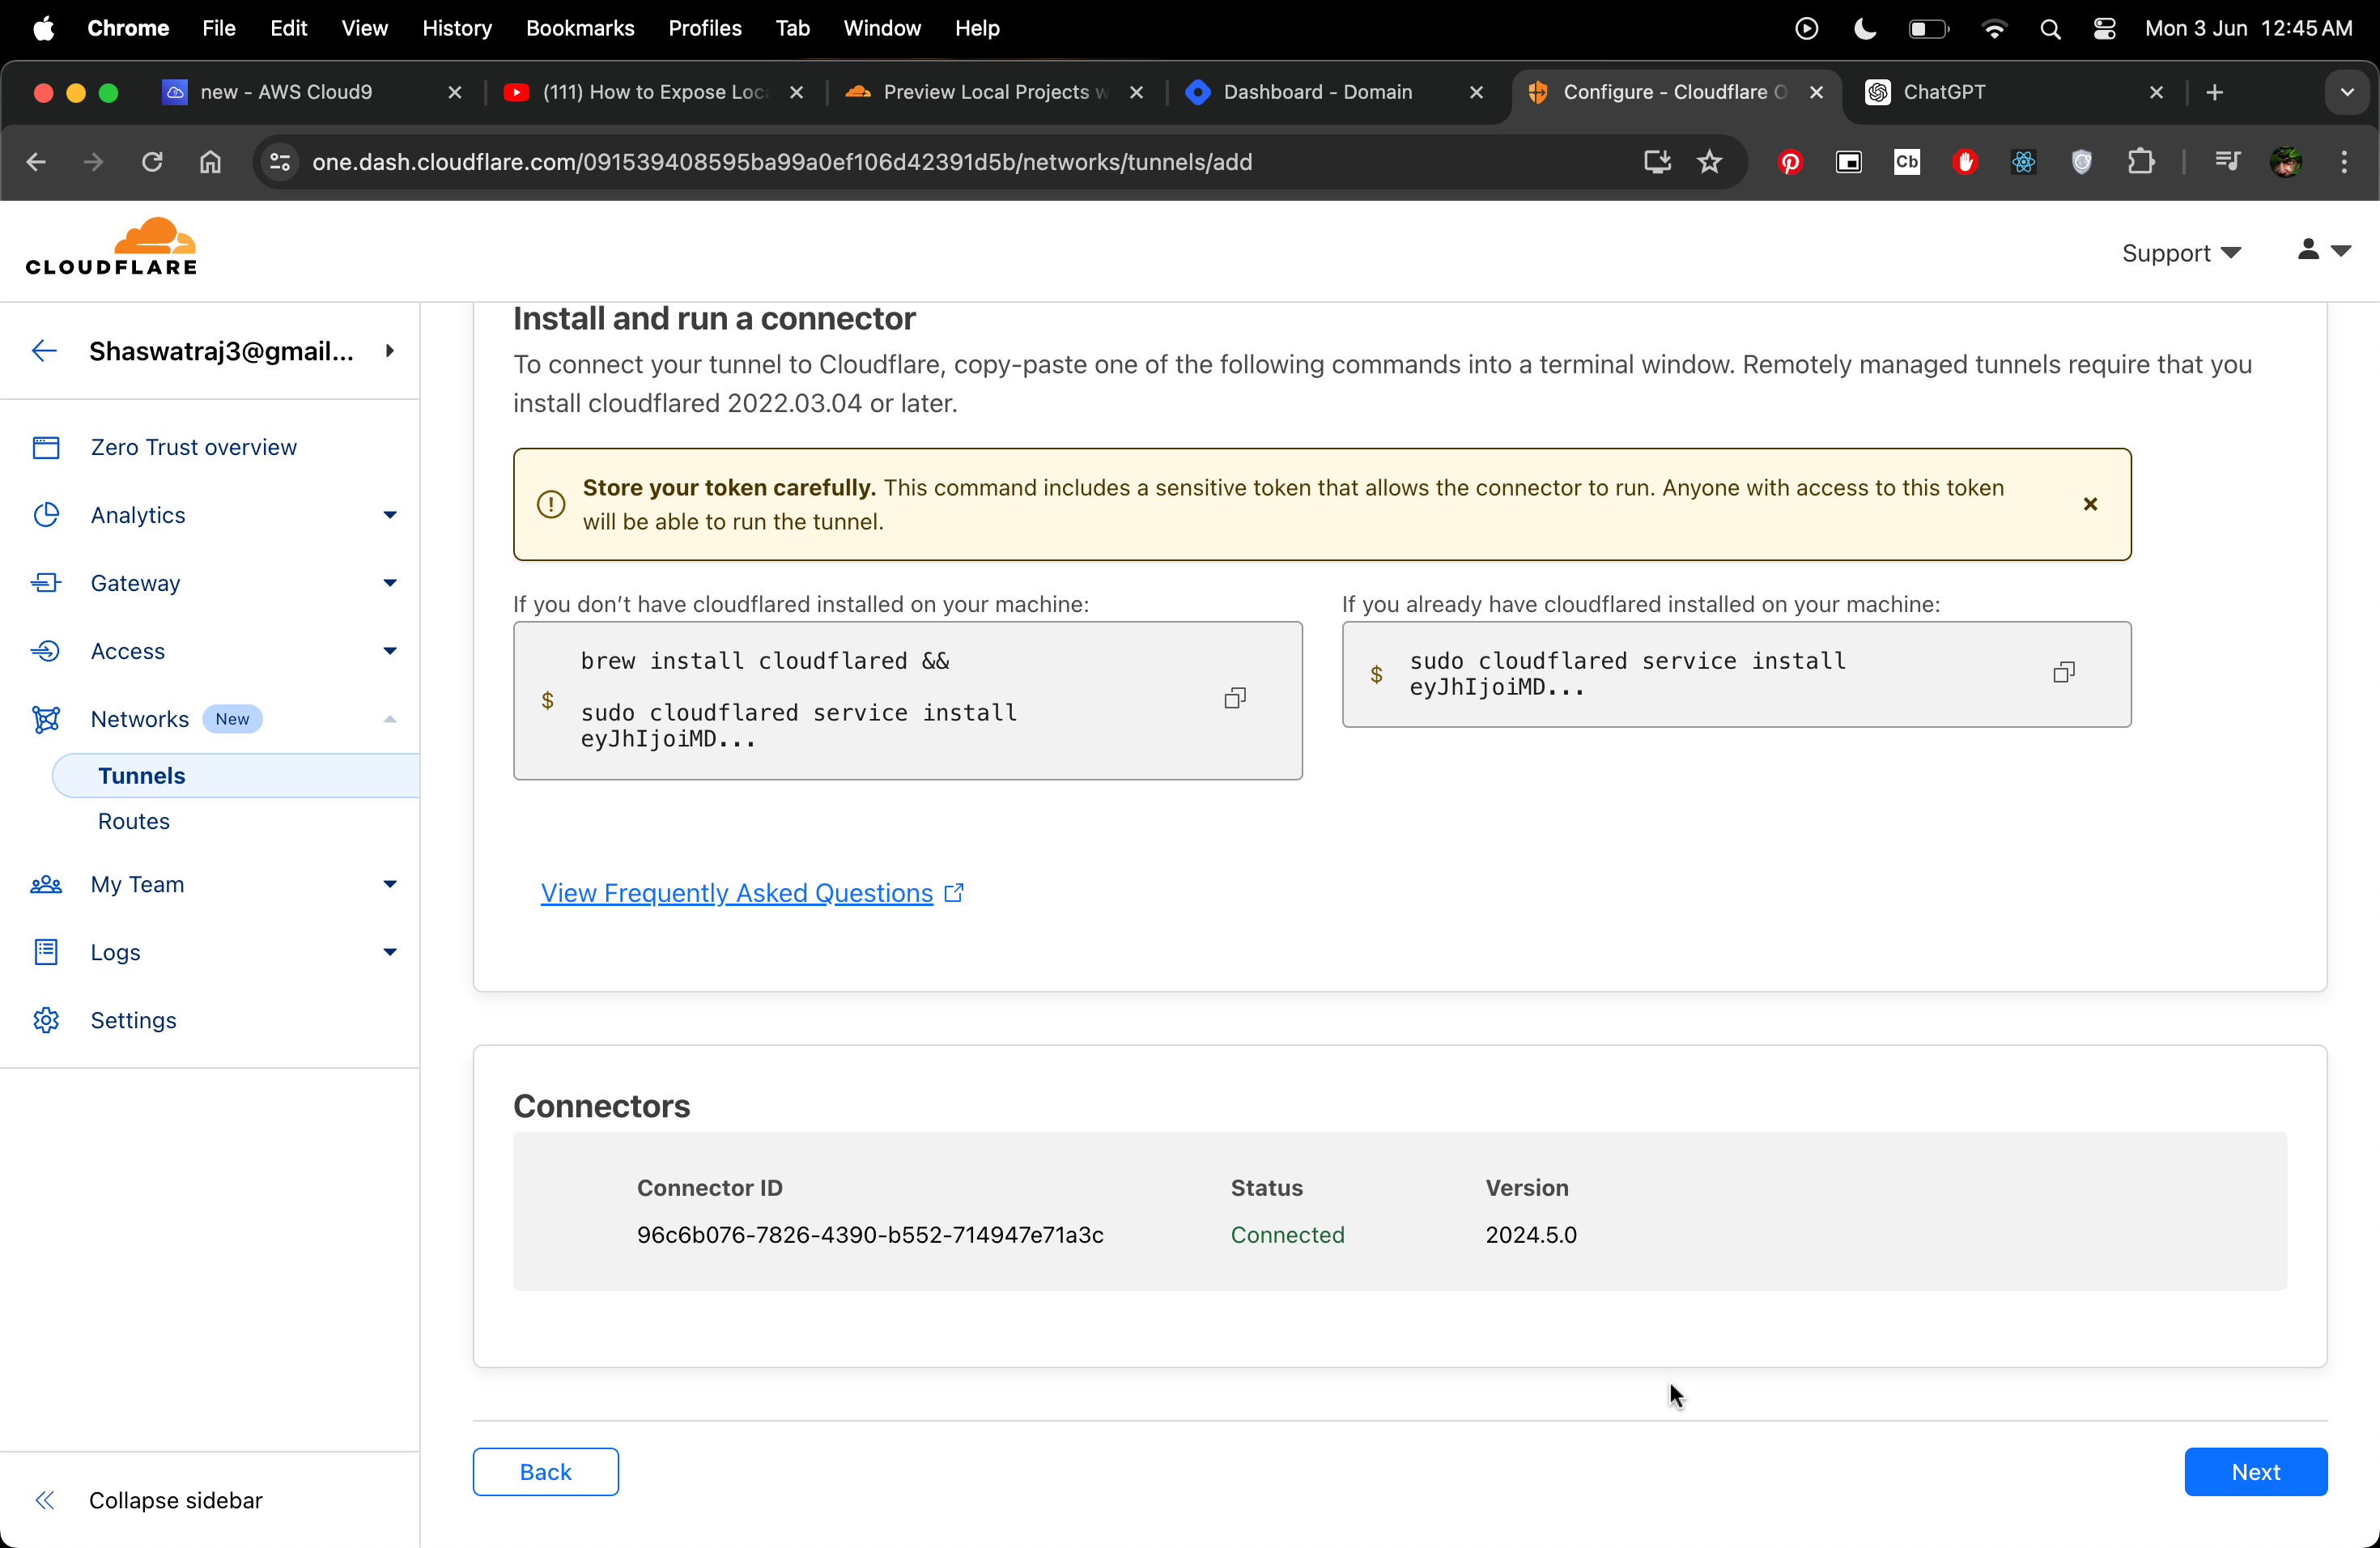 Chrome File Edit View History Bookmarks Profiles Tab Window Help Mon 3 Jun 12:45 AM
new - AWS Cloud9 (111) How to Expose Loc Preview Local Projects w Dashboard - Domain Configure - Cloudflare O ChatGPT
one.dash.cloudflare.com/091539408595ba99a0ef106d42391d5b/networks/tunnels/add Cb
CLOUDFLARE
Support
Shaswatraj3@gmail...
Zero Trust overview
Analytics
Gateway
Access
Networks New
Tunnels
Routes
My Team
Logs
Settings
Collapse sidebar
Install and run a connector
To connect your tunnel to Cloudflare, copy-paste one of the following commands into a terminal window. Remotely managed tunnels require that you
install cloudflared 2022.03.04 or later.
Store your token carefully. This command includes a sensitive token that allows the connector to run. Anyone with access to this token
will be able to run the tunnel.
If you don’t have cloudflared installed on your machine:
brew install cloudflared &&
$ sudo cloudflared service install
eyJhIjoiMD...
If you already have cloudflared installed on your machine:
$ sudo cloudflared service install
eyJhIjoiMD...
View Frequently Asked Questions
Connectors
Connector ID Status Version
96c6b076-7826-4390-b552-714947e71a3c Connected 2024.5.0
Back Next